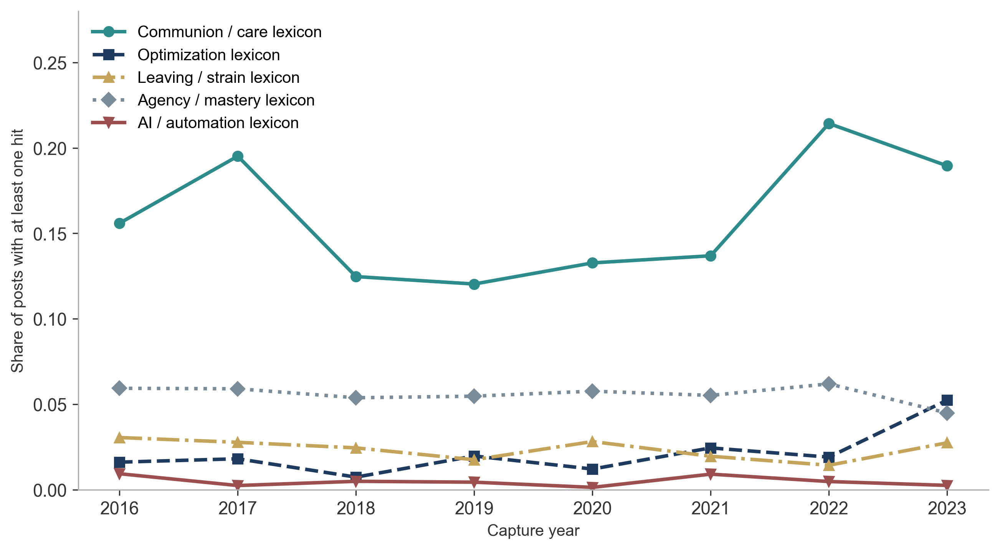 Communion / care lexicon
Optimization lexicon
Leaving / strain lexicon
Agency / mastery lexicon
AI / automation lexicon
Share of posts with at least one hit
0.25
0.20
0.15
0.10
0.05
0.00
2016 2017 2018 2019 2020 2021 2022 2023
Capture year